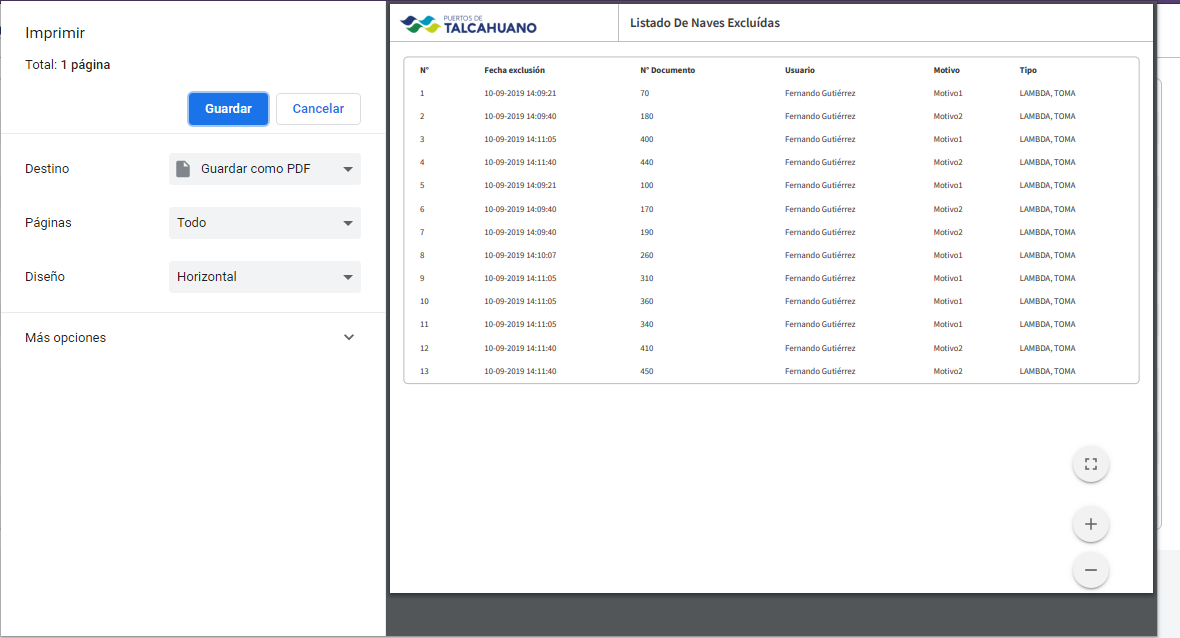 Imprimir
Total: 1 página
Guardar Cancelar
Destino Guardar como PDF
Páginas Todo
Diseño Horizontal
Más opciones
PUERTOS DE
TALCAHUANO
Listado De Naves Excluídas
N° Fecha exclusión N° Documento Usuario Motivo Tipo
1 10-09-2019 14:09:21 70 Fernando Gutiérrez Motivo1 LAMBDA, TOMA
2 10-09-2019 14:09:40 180 Fernando Gutiérrez Motivo2 LAMBDA, TOMA
3 10-09-2019 14:11:05 400 Fernando Gutiérrez Motivo1 LAMBDA, TOMA
4 10-09-2019 14:11:40 440 Fernando Gutiérrez Motivo2 LAMBDA, TOMA
5 10-09-2019 14:09:21 100 Fernando Gutiérrez Motivo1 LAMBDA, TOMA
6 10-09-2019 14:09:40 170 Fernando Gutiérrez Motivo2 LAMBDA, TOMA
7 10-09-2019 14:09:40 190 Fernando Gutiérrez Motivo2 LAMBDA, TOMA
8 10-09-2019 14:10:07 260 Fernando Gutiérrez Motivo1 LAMBDA, TOMA
9 10-09-2019 14:11:05 310 Fernando Gutiérrez Motivo1 LAMBDA, TOMA
10 10-09-2019 14:11:05 360 Fernando Gutiérrez Motivo1 LAMBDA, TOMA
11 10-09-2019 14:11:05 340 Fernando Gutiérrez Motivo1 LAMBDA, TOMA
12 10-09-2019 14:11:40 410 Fernando Gutiérrez Motivo2 LAMBDA, TOMA
13 10-09-2019 14:11:40 450 Fernando Gutiérrez Motivo2 LAMBDA, TOMA